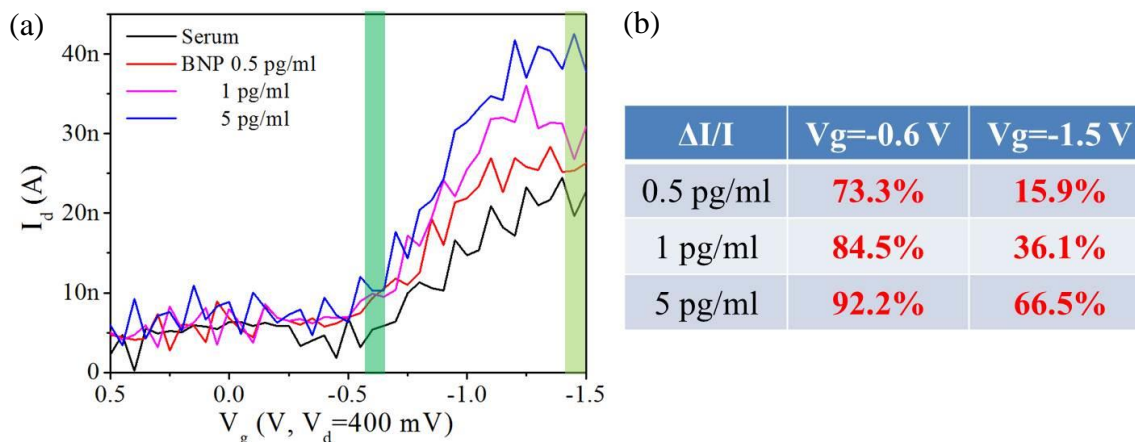 (a)
Serum
BNP 0.5 pg/ml
1 pg/ml
5 pg/ml
40n
30n
20n
10n
0
I_d (A)
0.5 0.0 -0.5 -1.0 -1.5
V_g (V, V_d=400 mV)
(b)
ΔI/I Vg=-0.6 V Vg=-1.5 V
0.5 pg/ml 73.3% 15.9%
1 pg/ml 84.5% 36.1%
5 pg/ml 92.2% 66.5%